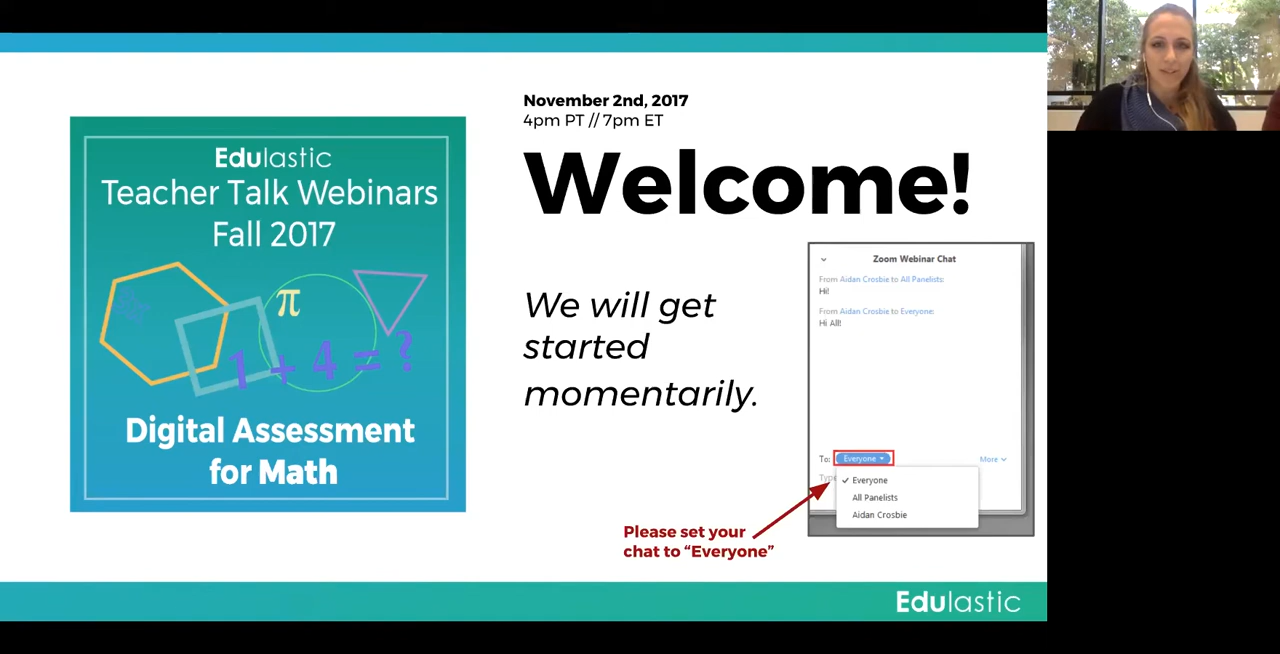 Edulastic
Teacher Talk Webinars
Fall 2017
π
1 + 4 = ?
Digital Assessment
for Math
November 2nd, 2017
4pm PT // 7pm ET
Welcome!
We will get
started
momentarily.
Zoom Webinar Chat
From Aidan Crosbie to All Panelists:
Hi!
From Aidan Crosbie to Everyone:
Hi All!
To: Everyone More
Everyone
All Panelists
Aidan Crosbie
Please set your
chat to “Everyone”
Edulastic